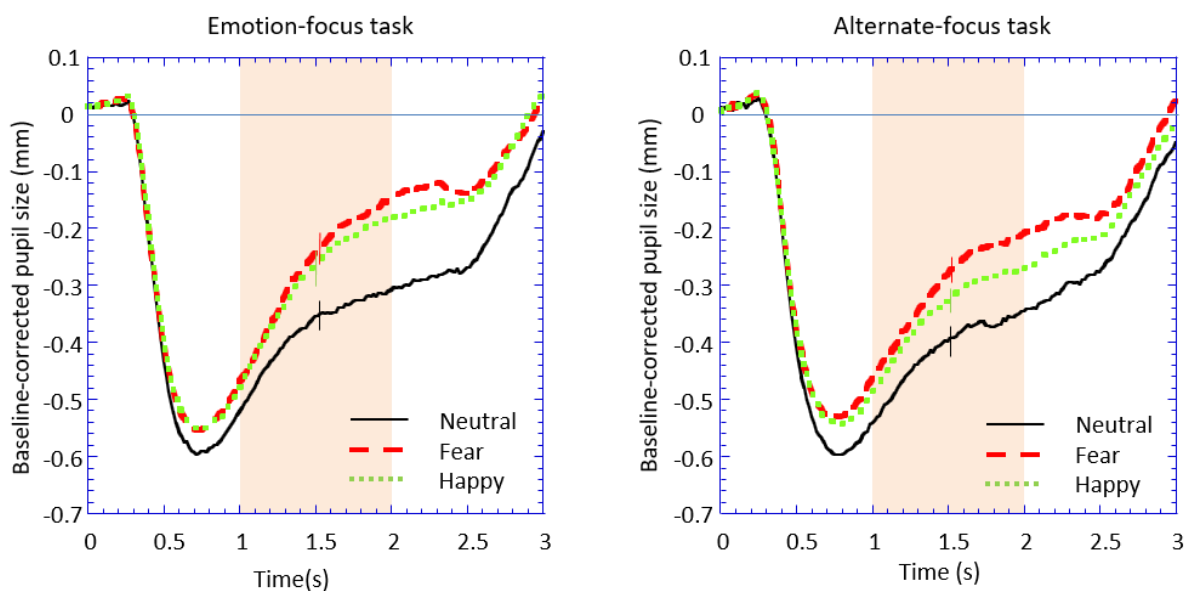 Emotion-focus task
0.1
0
-0.1
-0.2
-0.3
-0.4
-0.5
-0.6
-0.7
Baseline-corrected pupil size (mm)
Neutral
Fear
Happy
0 0.5 1 1.5 2 2.5 3
Time(s)
Alternate-focus task
0.1
0
-0.1
-0.2
-0.3
-0.4
-0.5
-0.6
-0.7
Baseline-corrected pupil size (mm)
Neutral
Fear
Happy
0 0.5 1 1.5 2 2.5 3
Time (s)